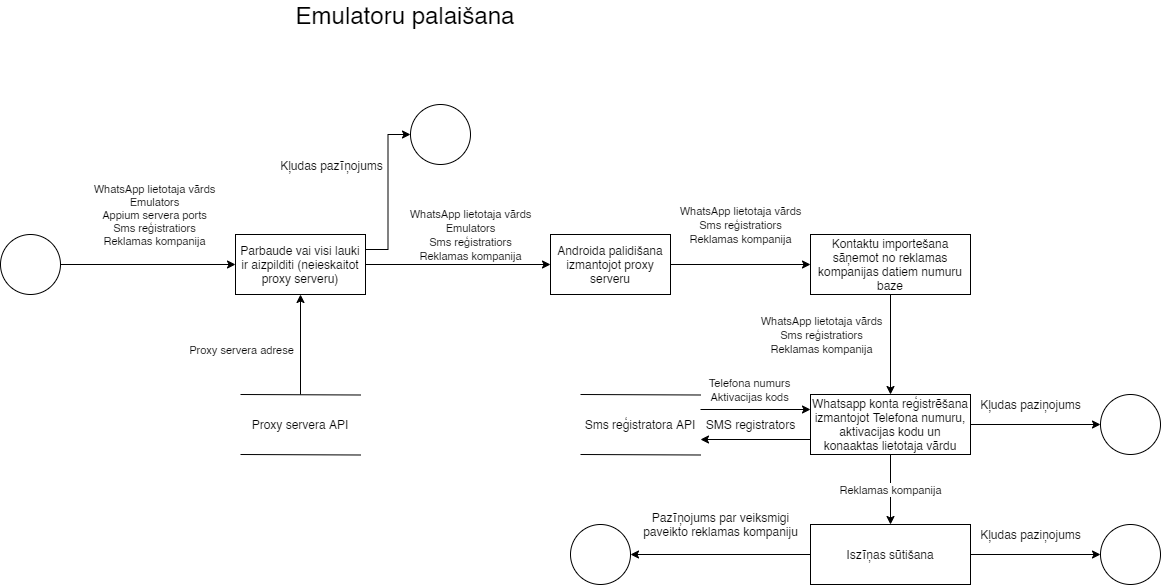 Emulatoru palaišana
Kļudas pazīņojums
WhatsApp lietotaja vārds
Emulators
Appium servera ports
Sms reģistratiors
Reklamas kompanija
WhatsApp lietotaja vārds
Emulators
Sms reģistratiors
Reklamas kompanija
WhatsApp lietotaja vārds
Sms reģistratiors
Reklamas kompanija
Parbaude vai visi lauki
ir aizpilditi (neieskaitot
proxy serveru)
Androida palidišana
izmantojot proxy
serveru
Kontaktu importešana
sāņemot no reklamas
kompanijas datiem numuru
baze
Proxy servera adrese
WhatsApp lietotaja vārds
Sms reģistratiors
Reklamas kompanija
Proxy servera API
Sms reģistratora API
Telefona numurs
Aktivacijas kods
SMS registrators
Whatsapp konta reģistrēšana
izmantojot Telefona numuru,
aktivacijas kodu un
konaaktas lietotaja vārdu
Kļudas paziņojums
Reklamas kompanija
Pazīņojums par veiksmigi
paveikto reklamas kompaniju
Iszīņas sūtišana
Kļudas paziņojums